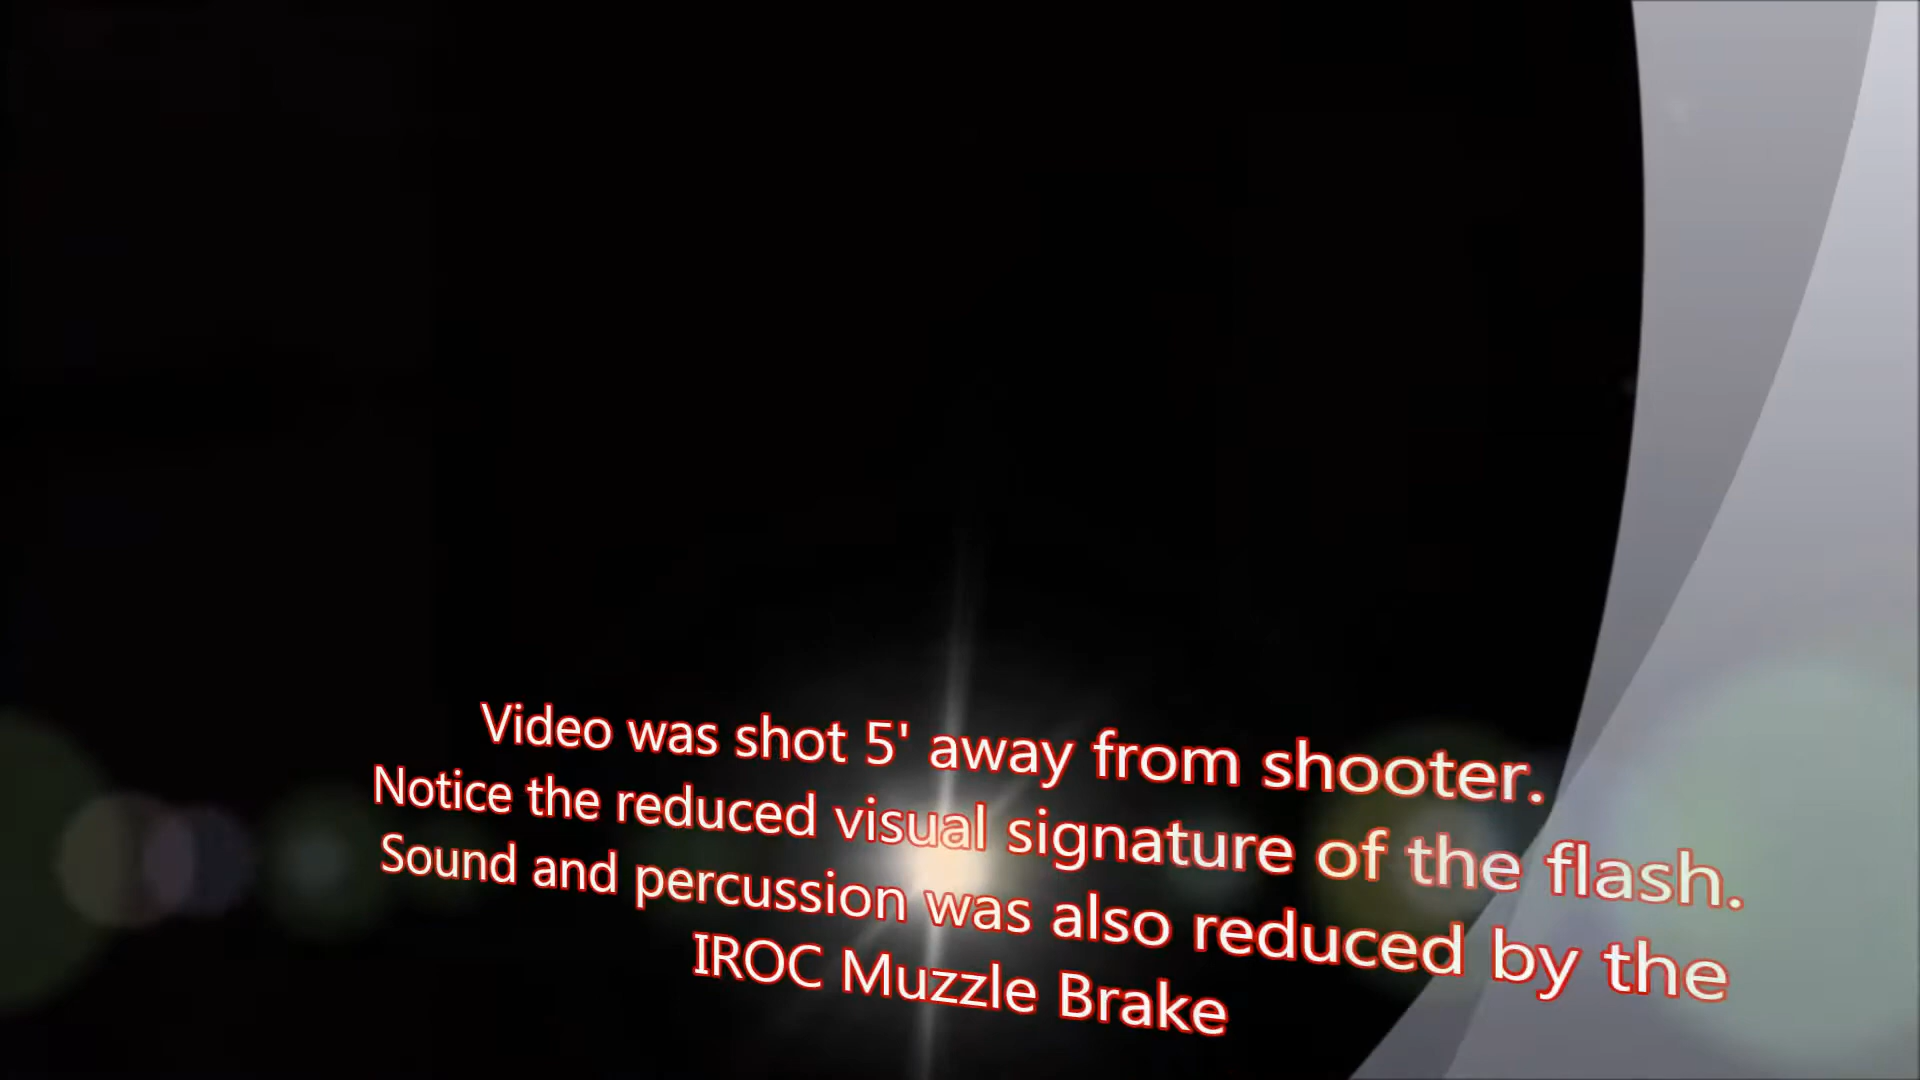 Video was shot 5' away from shooter.
Notice the reduced visual signature of the flash.
Sound and percussion was also reduced by the
IROC Muzzle Brake